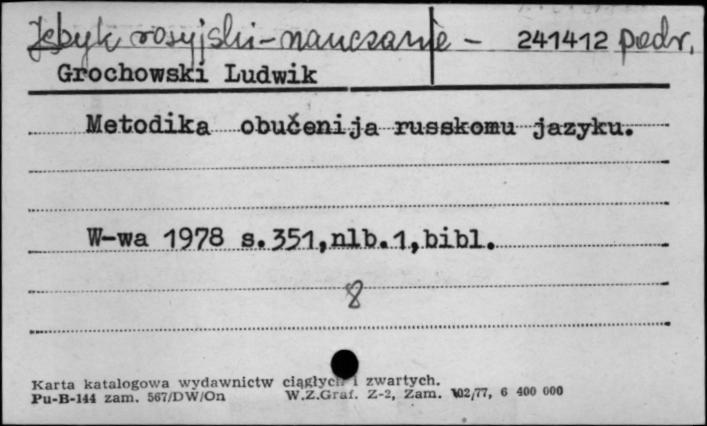 Język rosyjski - nauczanie - 241412 podr.
Grochowski Ludwik
Metodika obučenija russkomu jazyku.
W-wa 1978 s.351,nlb.1,bibl.
8
Karta katalogowa wydawnictw ciągłych i zwartych.
Pu-B-144 zam. 567/DW/On W.Z.Graf. Z-2, Zam. 102/77, 6 400 000